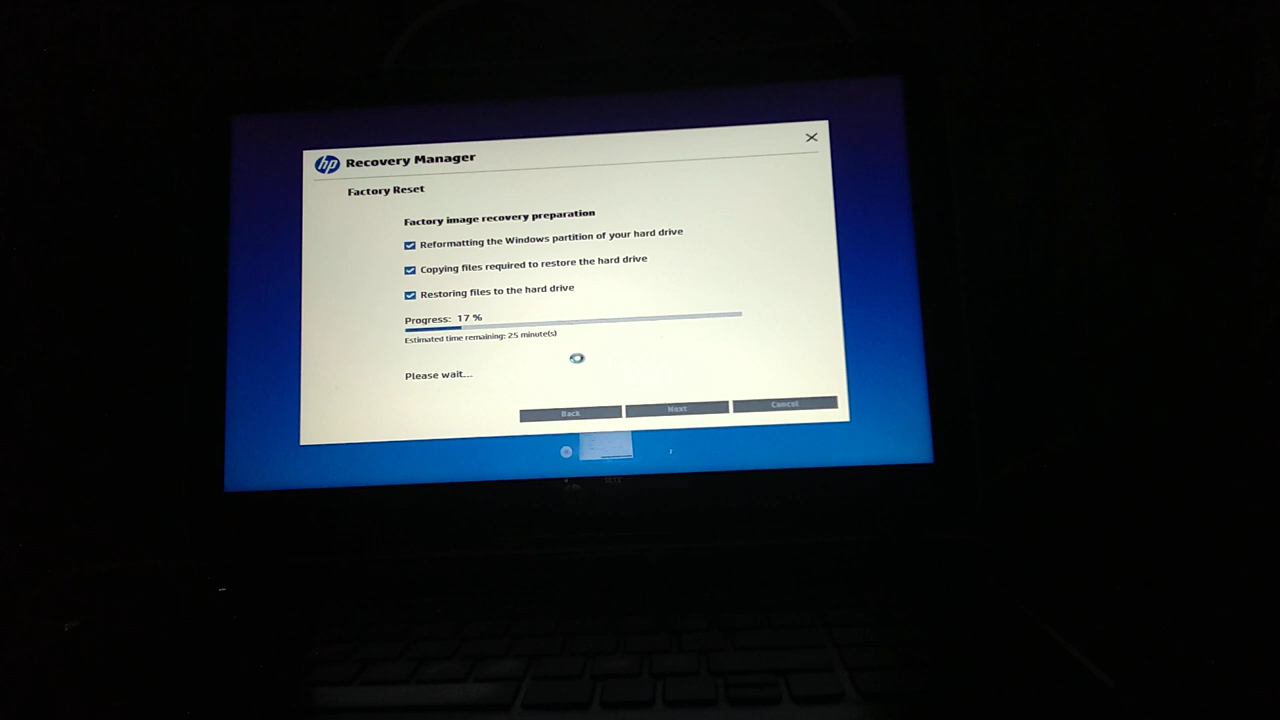 hp Recovery Manager
Factory Reset
Factory image recovery preparation
Reformatting the Windows partition of your hard drive
Copying files required to restore the hard drive
Restoring files to the hard drive
Progress: 17 %
Estimated time remaining: 25 minute(s)
Please wait...
Back Next Cancel